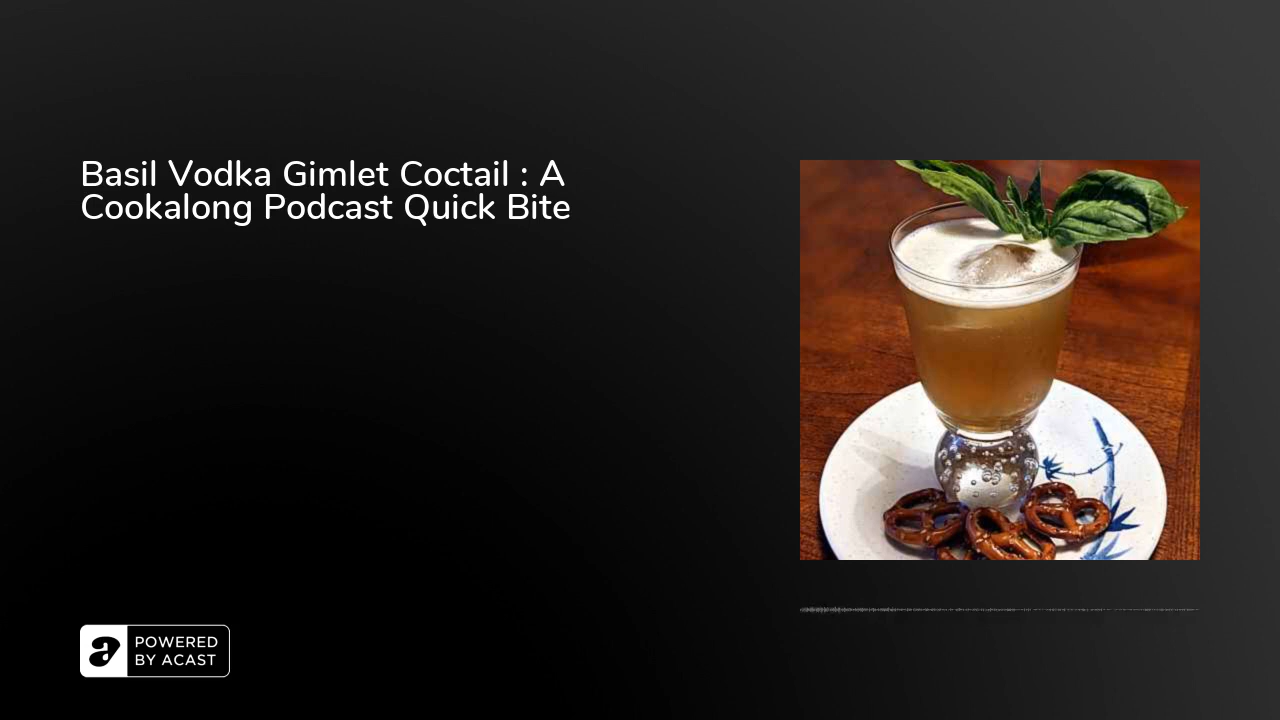 Basil Vodka Gimlet Coctail : A
Cookalong Podcast Quick Bite
POWERED
BY ACAST